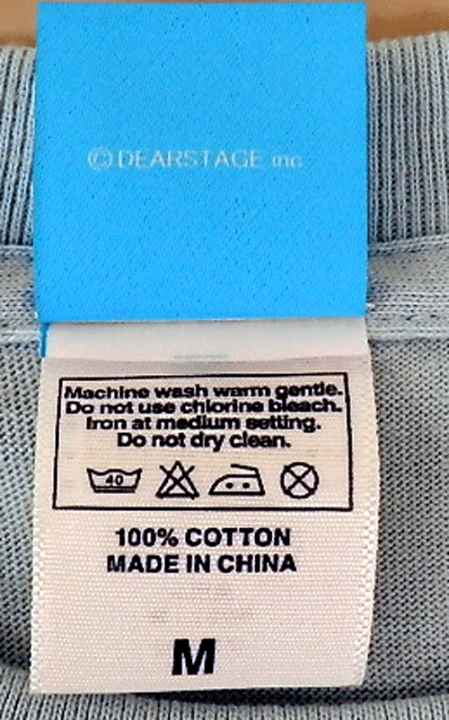 © DEARSTAGE inc
Machine wash warm gentle.
Do not use chlorine bleach.
Iron at medium setting.
Do not dry clean.
40
100% COTTON
MADE IN CHINA
M